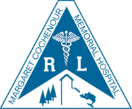 MARGARET COCHENOUR
MEMORIAL HOSPITAL
R L